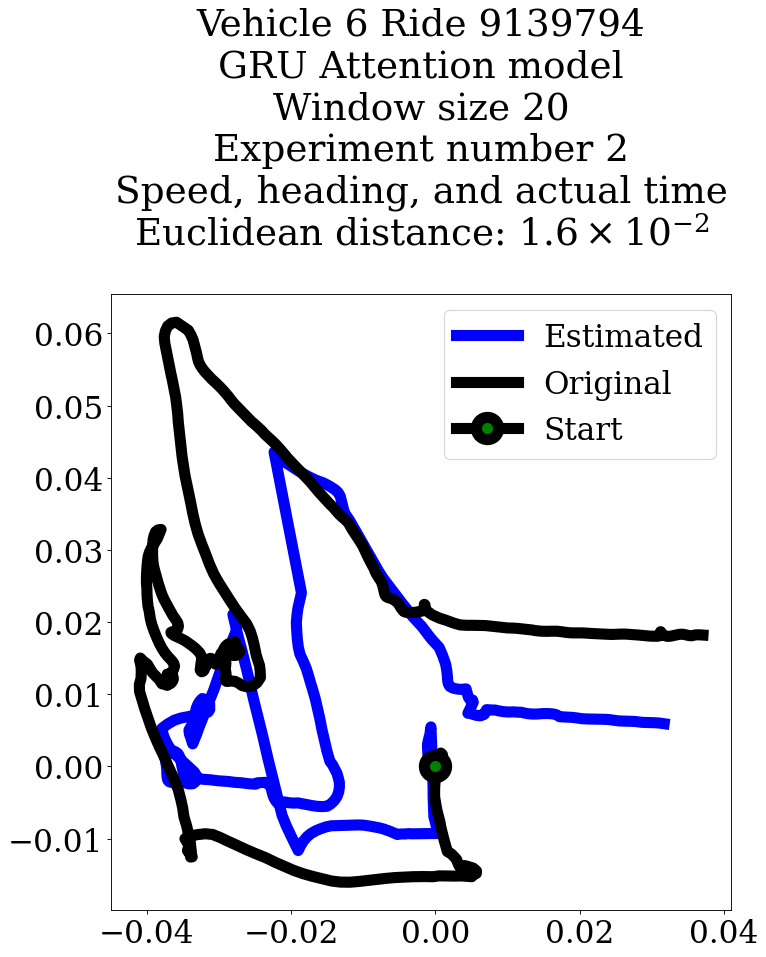 Vehicle 6 Ride 9139794
GRU Attention model
Window size 20
Experiment number 2
Speed, heading, and actual time
Euclidean distance: 1.6 × 10⁻²
Estimated
Original
Start
0.06
0.05
0.04
0.03
0.02
0.01
0.00
−0.01
−0.04 −0.02 0.00 0.02 0.04